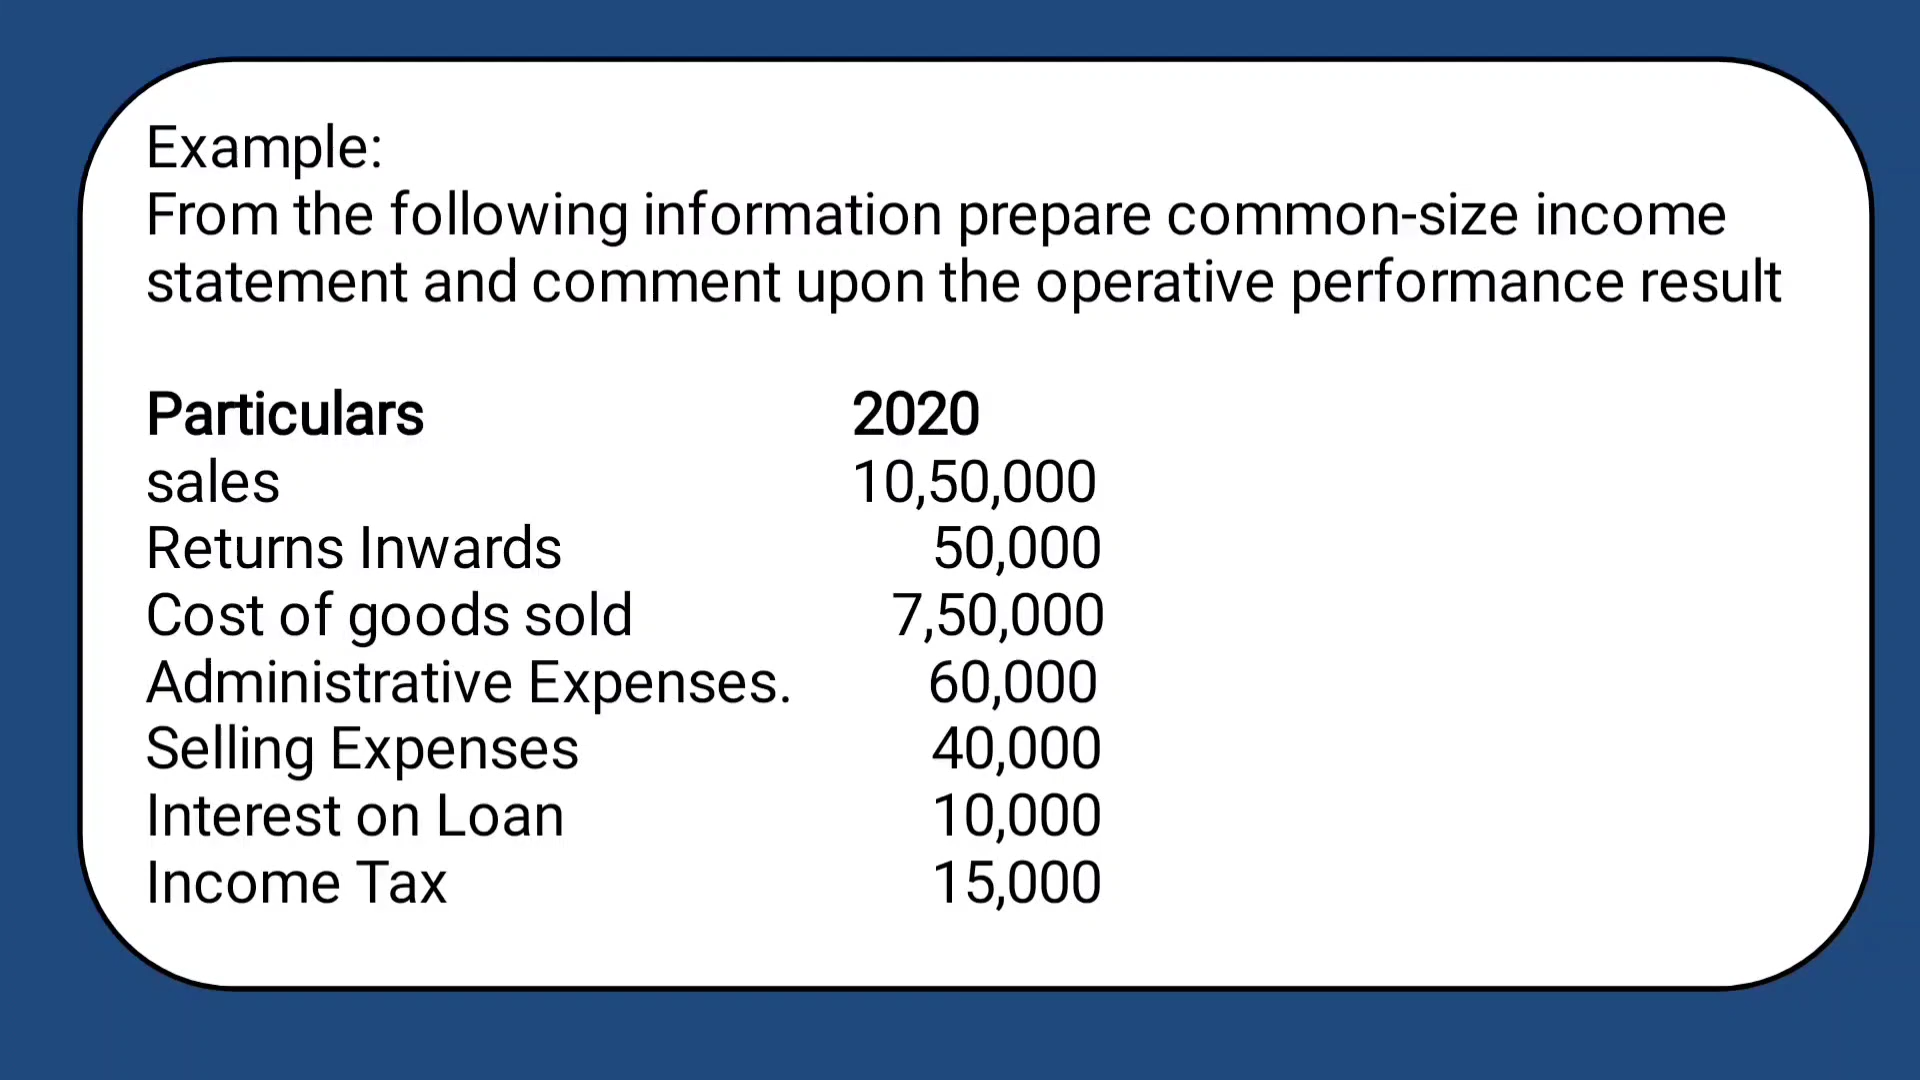 Example:
From the following information prepare common-size income
statement and comment upon the operative performance result
Particulars 2020
sales 10,50,000
Returns Inwards 50,000
Cost of goods sold 7,50,000
Administrative Expenses. 60,000
Selling Expenses 40,000
Interest on Loan 10,000
Income Tax 15,000